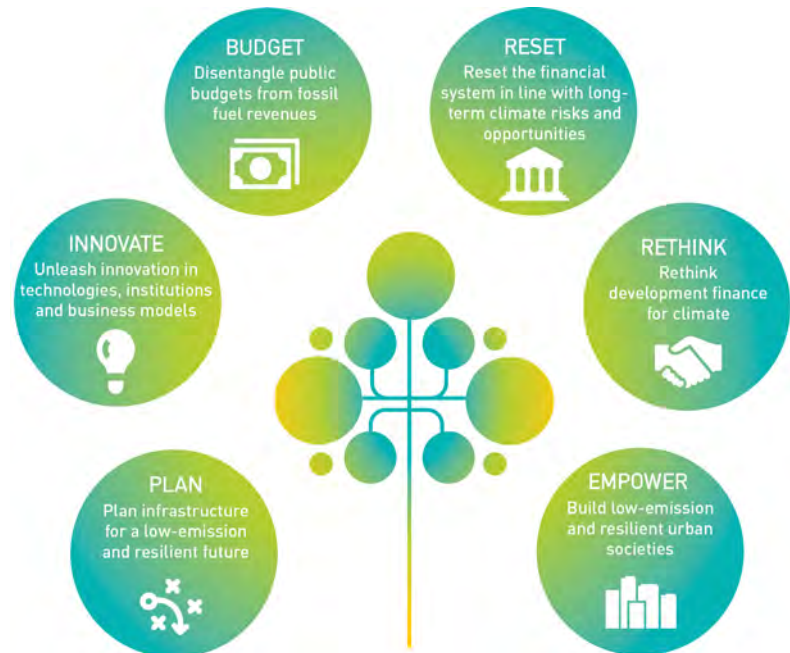 BUDGET
Disentangle public
budgets from fossil
fuel revenues
RESET
Reset the financial
system in line with long-
term climate risks and
opportunities
INNOVATE
Unleash innovation in
technologies, institutions
and business models
RETHINK
Rethink
development finance
for climate
PLAN
Plan infrastructure
for a low-emission
and resilient future
EMPOWER
Build low-emission
and resilient urban
societies